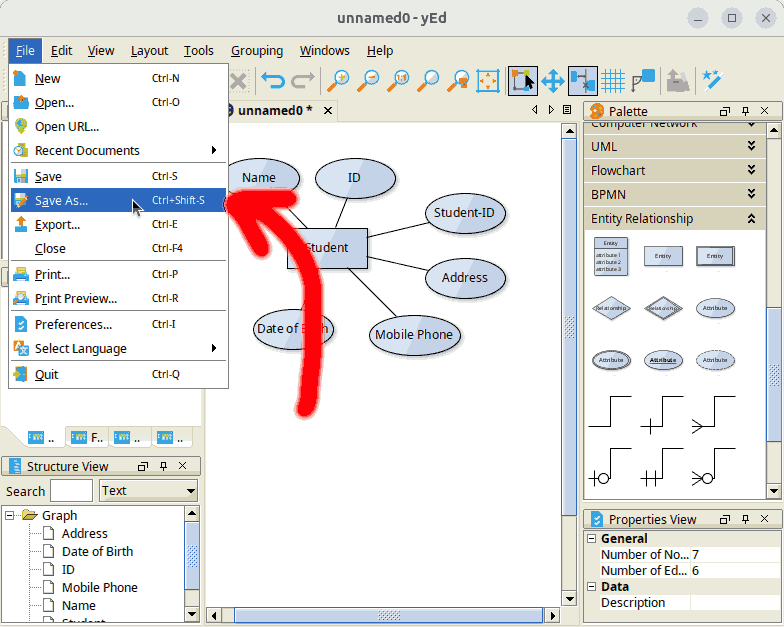 unnamed0 - yEd
File Edit View Layout Tools Grouping Windows Help
New Ctrl-N
Open... Ctrl-O
Open URL...
Recent Documents
Save Ctrl-S
Save As... Ctrl+Shift-S
Export... Ctrl-E
Close Ctrl-F4
Print... Ctrl-P
Print Preview... Ctrl-R
Preferences... Ctrl-I
Select Language
Quit Ctrl-Q
unnamed0 *
Name
ID
Student-ID
Student
Address
Date of Birth
Mobile Phone
.. F.. .. ..
Structure View
Search Text
Graph
Address
Date of Birth
ID
Mobile Phone
Name
Student
Palette
Computer Network
UML
Flowchart
BPMN
Entity Relationship
Entity
attribute 1
attribute 2
attribute 3
Entity
Entity
Relationship
Relationship
Attribute
Attribute
Attribute
Attribute
Properties View
General
Number of No... 7
Number of Ed... 6
Data
Description